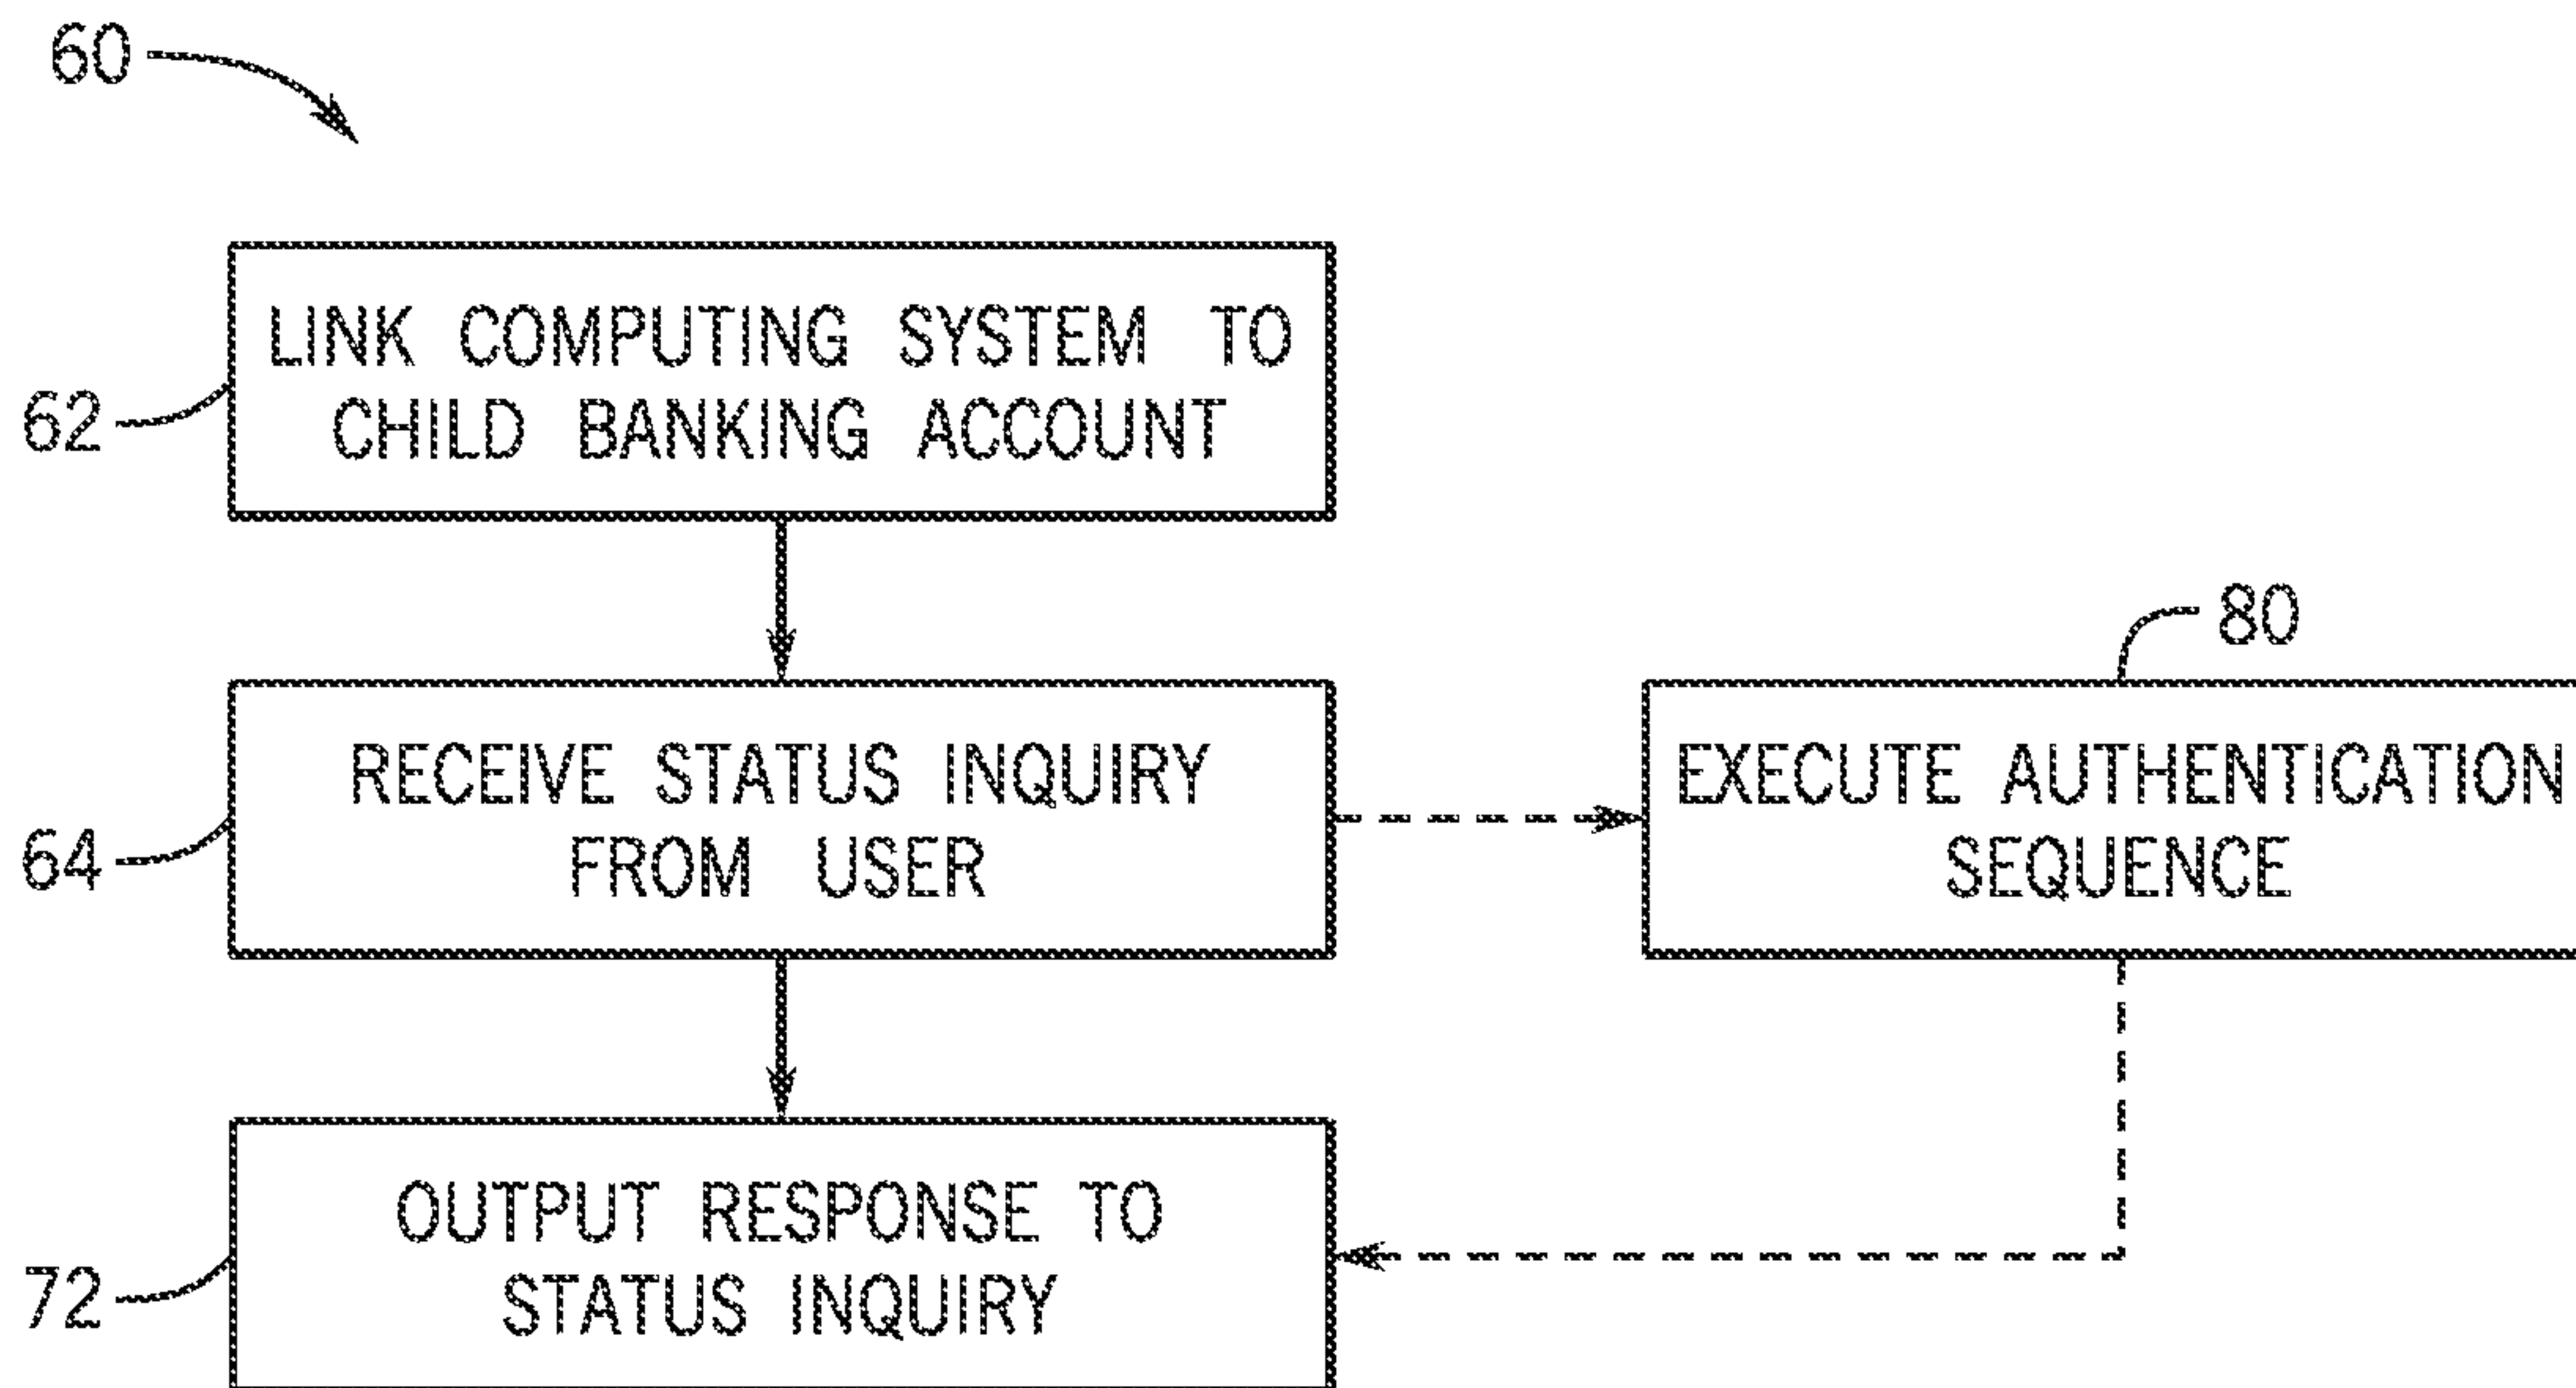 60
LINK COMPUTING SYSTEM TO
CHILD BANKING ACCOUNT
62
80
RECEIVE STATUS INQUIRY
FROM USER
64
EXECUTE AUTHENTICATION
SEQUENCE
OUTPUT RESPONSE TO
STATUS INQUIRY
72